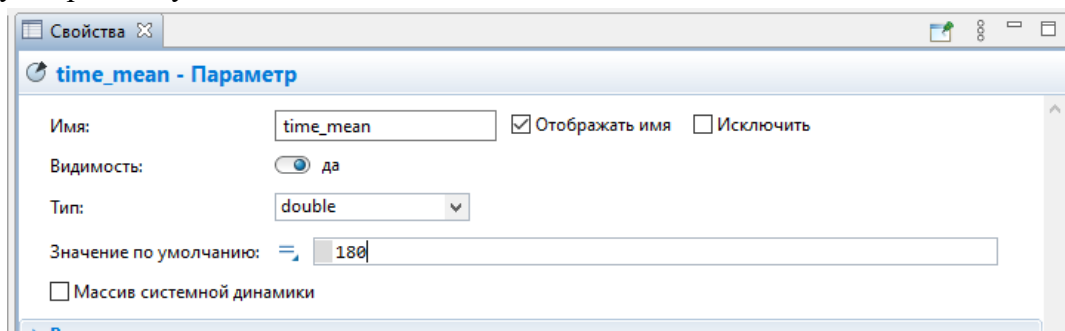 Свойства
time_mean - Параметр
Имя: time_mean Отображать имя Исключить
Видимость: да
Тип: double
Значение по умолчанию: 180
Массив системной динамики